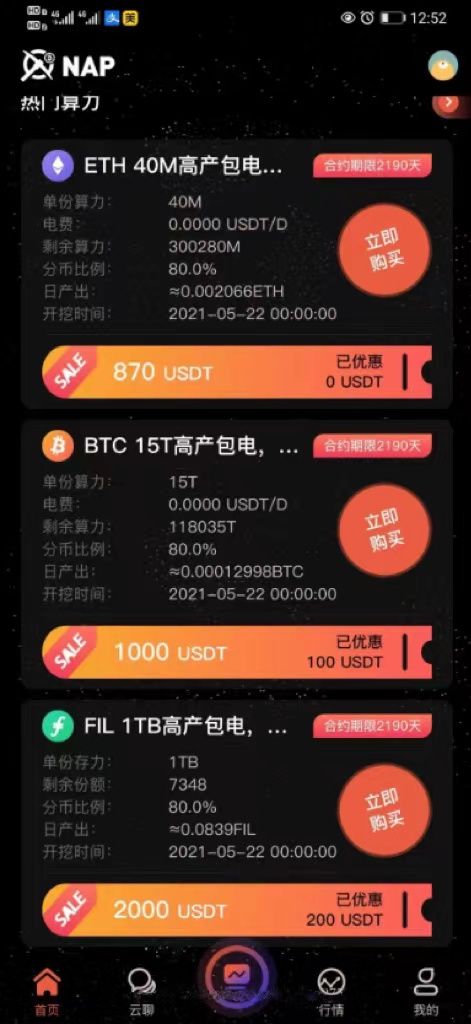 12:52
NAP
热门算力
ETH 40M高产包电... 合约期限2190天
单份算力: 40M
电费: 0.0000 USDT/D
剩余算力: 300280M
分币比例: 80.0%
日产出: ≈0.002066ETH
开挖时间: 2021-05-22 00:00:00
立即
购买
SALE 870 USDT
已优惠
0 USDT
BTC 15T高产包电，... 合约期限2190天
单份算力: 15T
电费: 0.0000 USDT/D
剩余算力: 118035T
分币比例: 80.0%
日产出: ≈0.00012998BTC
开挖时间: 2021-05-22 00:00:00
立即
购买
SALE 1000 USDT
已优惠
100 USDT
FIL 1TB高产包电，... 合约期限2190天
单份存力: 1TB
剩余份额: 7348
分币比例: 80.0%
日产出: ≈0.0839FIL
开挖时间: 2021-05-22 00:00:00
立即
购买
SALE 2000 USDT
已优惠
200 USDT
首页 云聊 行情 我的